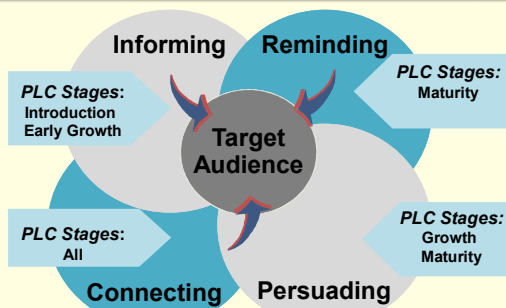 Informing
Reminding
PLC Stages:
Introduction
Early Growth
PLC Stages:
Maturity
Target
Audience
PLC Stages:
All
PLC Stages:
Growth
Maturity
Connecting
Persuading